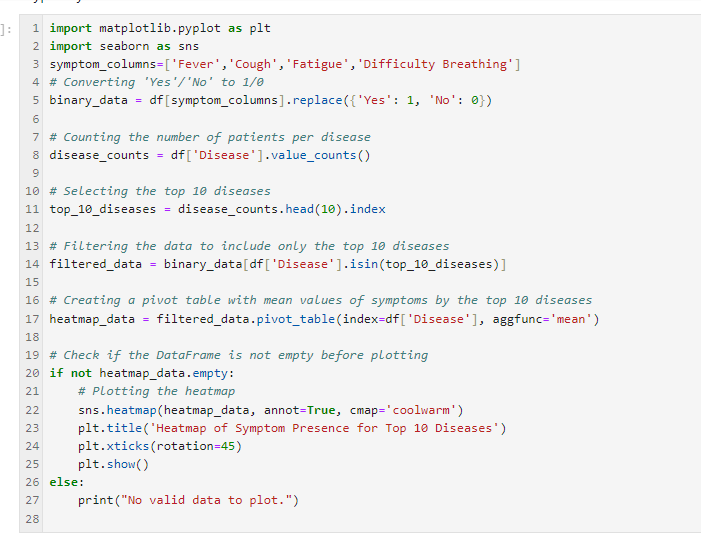 ]:
1 import matplotlib.pyplot as plt
2 import seaborn as sns
3 symptom_columns=['Fever','Cough','Fatigue','Difficulty Breathing']
4 # Converting 'Yes'/'No' to 1/0
5 binary_data = df[symptom_columns].replace({'Yes': 1, 'No': 0})
6
7 # Counting the number of patients per disease
8 disease_counts = df['Disease'].value_counts()
9
10 # Selecting the top 10 diseases
11 top_10_diseases = disease_counts.head(10).index
12
13 # Filtering the data to include only the top 10 diseases
14 filtered_data = binary_data[df['Disease'].isin(top_10_diseases)]
15
16 # Creating a pivot table with mean values of symptoms by the top 10 diseases
17 heatmap_data = filtered_data.pivot_table(index=df['Disease'], aggfunc='mean')
18
19 # Check if the DataFrame is not empty before plotting
20 if not heatmap_data.empty:
21     # Plotting the heatmap
22     sns.heatmap(heatmap_data, annot=True, cmap='coolwarm')
23     plt.title('Heatmap of Symptom Presence for Top 10 Diseases')
24     plt.xticks(rotation=45)
25     plt.show()
26 else:
27     print("No valid data to plot.")
28